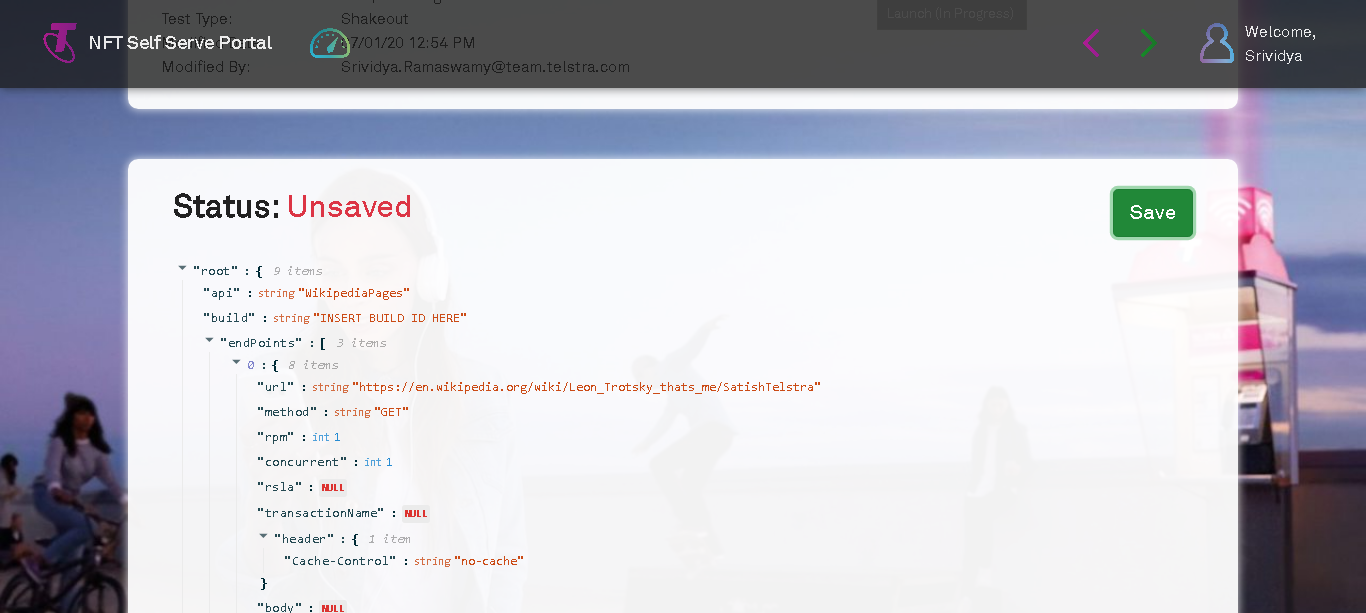 Test Type: Shakeout
Launch (In Progress)
NFT Self Serve Portal
7/01/20 12:54 PM
Modified By: Srividya.Ramaswamy@team.telstra.com
Welcome,
Srividya
Status: Unsaved
Save
"root" : { 9 items
"api" : string "WikipediaPages"
"build" : string "INSERT BUILD ID HERE"
"endPoints" : [ 3 items
0 : { 8 items
"url" : string "https://en.wikipedia.org/wiki/Leon_Trotsky_thats_me/SatishTelstra"
"method" : string "GET"
"rpm" : int 1
"concurrent" : int 1
"rsla" : NULL
"transactionName" : NULL
"header" : { 1 item
"Cache-Control" : string "no-cache"
}
"body" : NULL